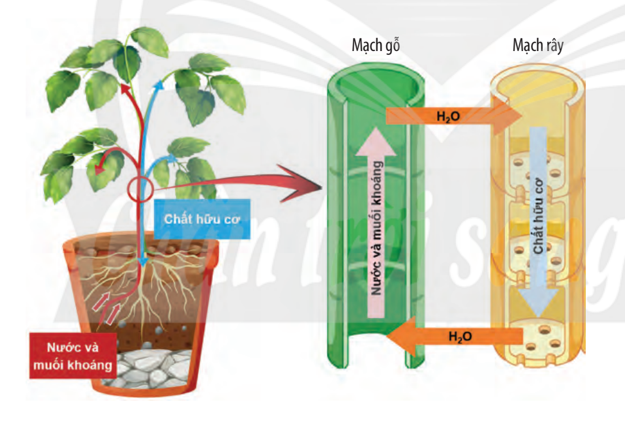 Mạch gỗ
Mạch rây
H₂O
Nước và muối khoáng
Chất hữu cơ
Chất hữu cơ
H₂O
Nước và
muối khoáng